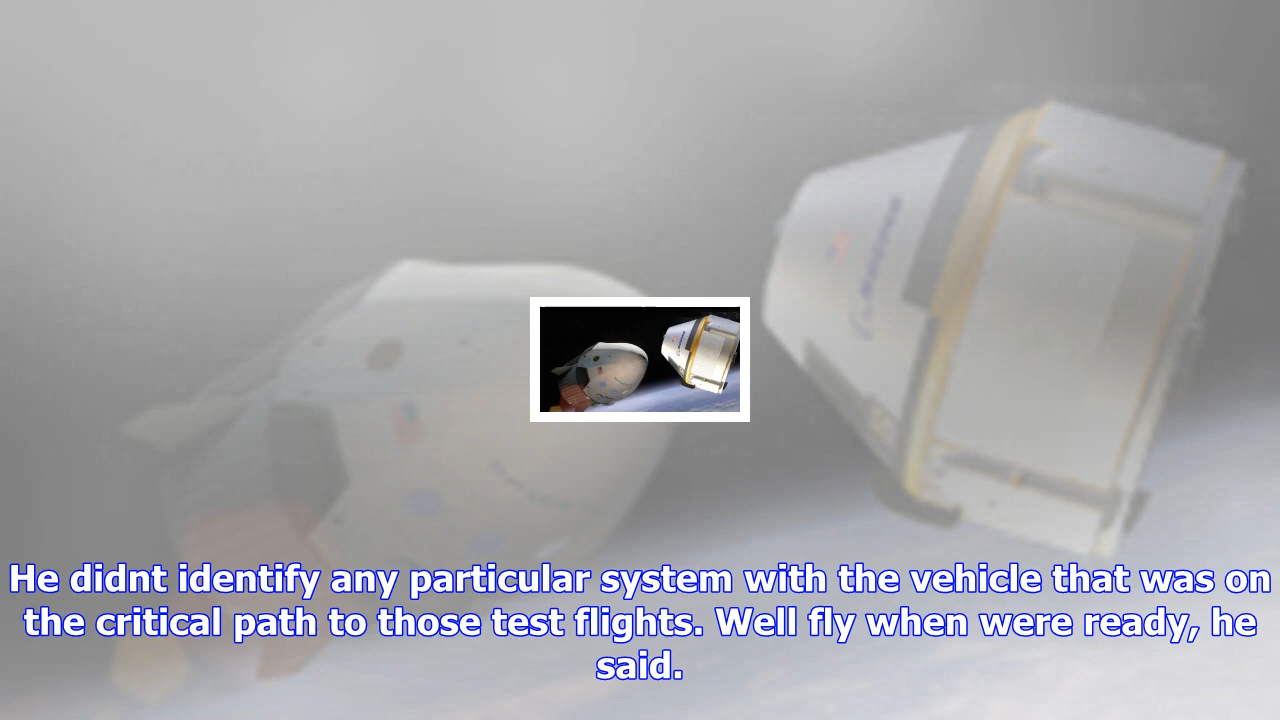 He didnt identify any particular system with the vehicle that was on
the critical path to those test flights. Well fly when were ready, he
said.